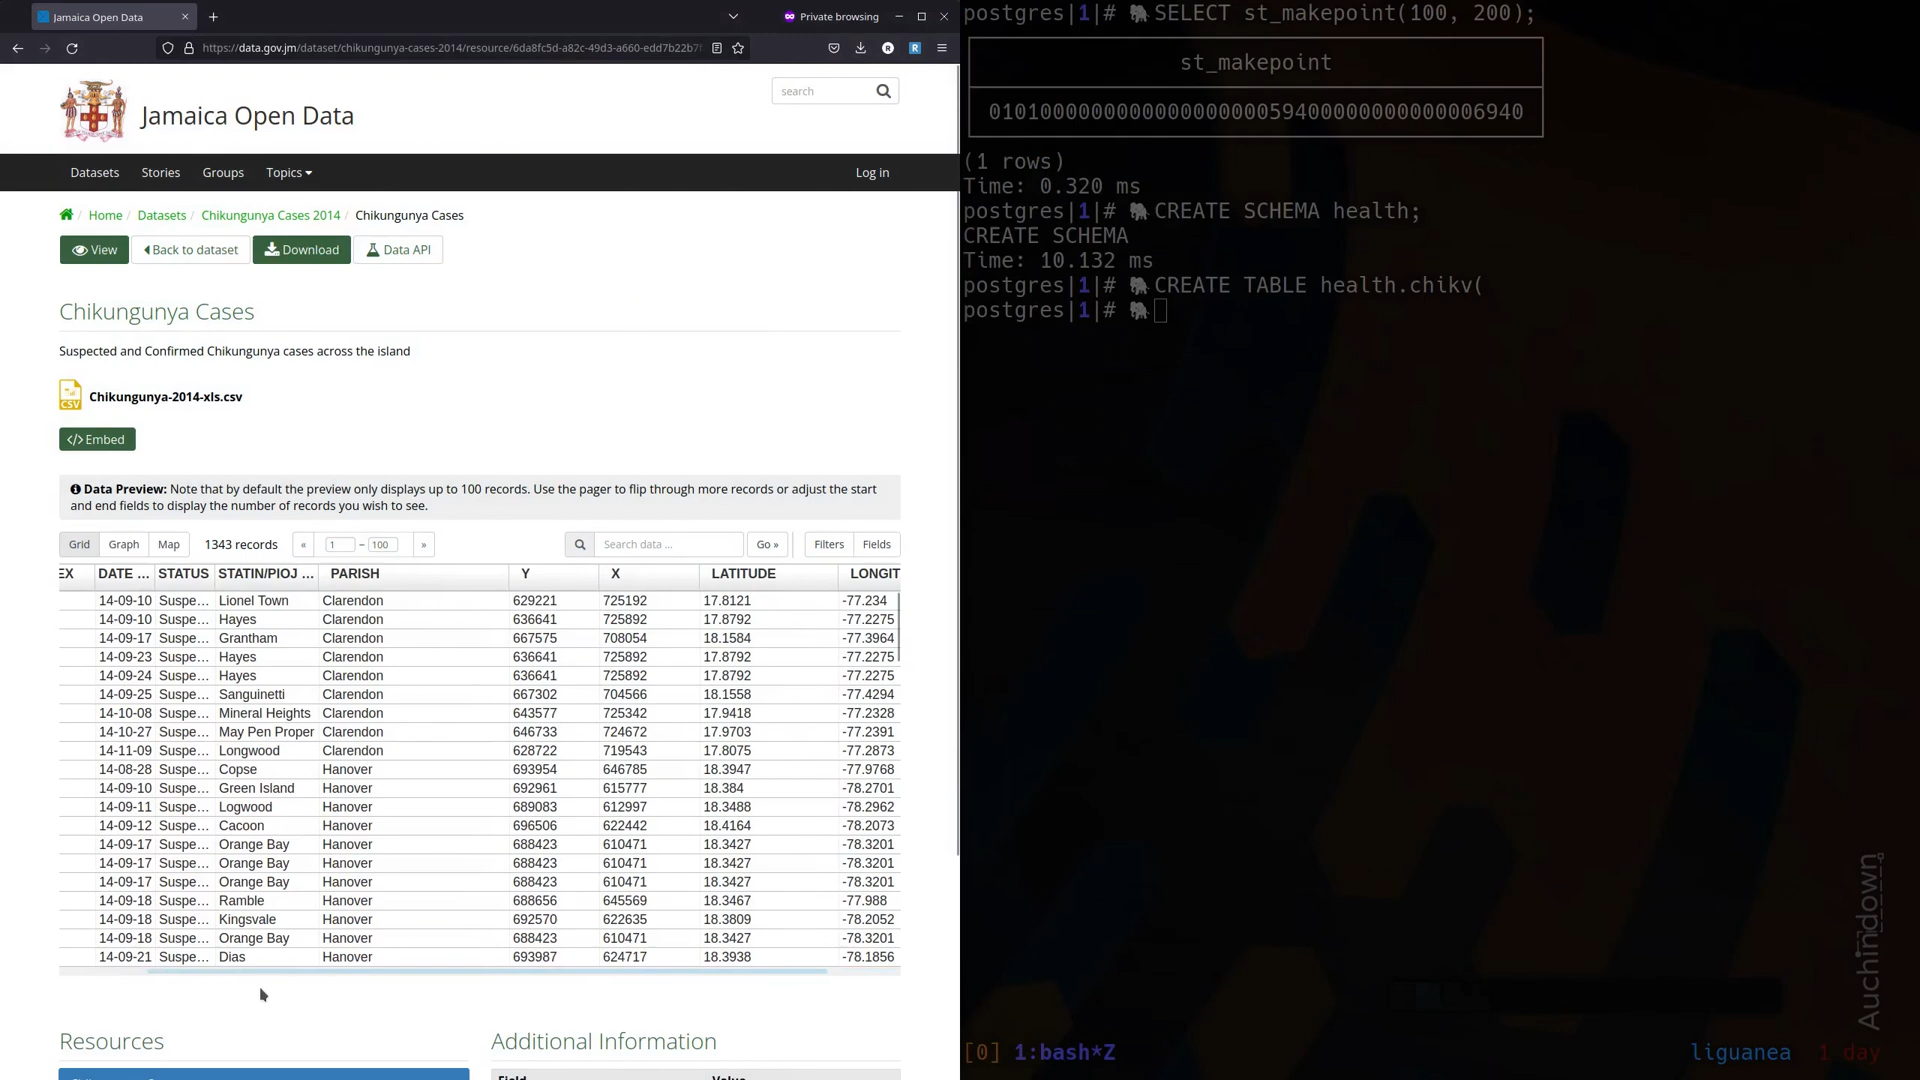 Jamaica Open Data
Private browsing
https://data.gov.jm/dataset/chikungunya-cases-2014/resource/6da8fc5d-a82c-49d3-a660-edd7b22b7
Jamaica Open Data
search
Datasets Stories Groups Topics Log in
Home / Datasets / Chikungunya Cases 2014 / Chikungunya Cases
View Back to dataset Download Data API
Chikungunya Cases
Suspected and Confirmed Chikungunya cases across the island
CSV Chikungunya-2014-xls.csv
</> Embed
Data Preview: Note that by default the preview only displays up to 100 records. Use the pager to flip through more records or adjust the start
and end fields to display the number of records you wish to see.
Grid Graph Map 1343 records « 1 – 100 » Search data ... Go » Filters Fields
EX DATE ... STATUS STATIN/PIOJ ... PARISH Y X LATITUDE LONGIT
14-09-10 Suspe... Lionel Town Clarendon 629221 725192 17.8121 -77.234
14-09-10 Suspe... Hayes Clarendon 636641 725892 17.8792 -77.2275
14-09-17 Suspe... Grantham Clarendon 667575 708054 18.1584 -77.3964
14-09-23 Suspe... Hayes Clarendon 636641 725892 17.8792 -77.2275
14-09-24 Suspe... Hayes Clarendon 636641 725892 17.8792 -77.2275
14-09-25 Suspe... Sanguinetti Clarendon 667302 704566 18.1558 -77.4294
14-10-08 Suspe... Mineral Heights Clarendon 643577 725342 17.9418 -77.2328
14-10-27 Suspe... May Pen Proper Clarendon 646733 724672 17.9703 -77.2391
14-11-09 Suspe... Longwood Clarendon 628722 719543 17.8075 -77.2873
14-08-28 Suspe... Copse Hanover 693954 646785 18.3947 -77.9768
14-09-10 Suspe... Green Island Hanover 692961 615777 18.384 -78.2701
14-09-11 Suspe... Logwood Hanover 689083 612997 18.3488 -78.2962
14-09-12 Suspe... Cacoon Hanover 696506 622442 18.4164 -78.2073
14-09-17 Suspe... Orange Bay Hanover 688423 610471 18.3427 -78.3201
14-09-17 Suspe... Orange Bay Hanover 688423 610471 18.3427 -78.3201
14-09-17 Suspe... Orange Bay Hanover 688423 610471 18.3427 -78.3201
14-09-18 Suspe... Ramble Hanover 688656 645569 18.3467 -77.988
14-09-18 Suspe... Kingsvale Hanover 692570 622635 18.3809 -78.2052
14-09-18 Suspe... Orange Bay Hanover 688423 610471 18.3427 -78.3201
14-09-21 Suspe... Dias Hanover 693987 624717 18.3938 -78.1856
Resources Additional Information
Field Value
postgres|1|# SELECT st_makepoint(100, 200);
st_makepoint
010100000000000000000059400000000000006940
(1 rows)
Time: 0.320 ms
postgres|1|# CREATE SCHEMA health;
CREATE SCHEMA
Time: 10.132 ms
postgres|1|# CREATE TABLE health.chikv(
postgres|1|#
Auchindown
[0] 1:bash*Z liguanea 1 day